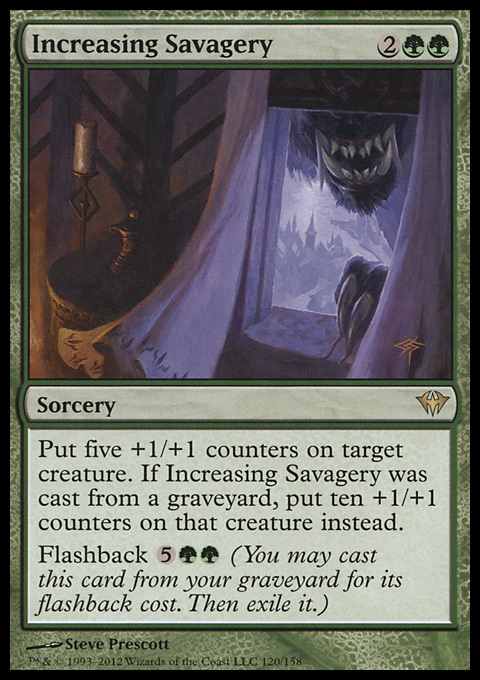 Increasing Savagery 2
Sorcery
Put five +1/+1 counters on target
creature. If Increasing Savagery was
cast from a graveyard, put ten +1/+1
counters on that creature instead.
Flashback 5 (You may cast
this card from your graveyard for its
flashback cost. Then exile it.)
Steve Prescott
™ & © 1993–2012 Wizards of the Coast LLC 120/158